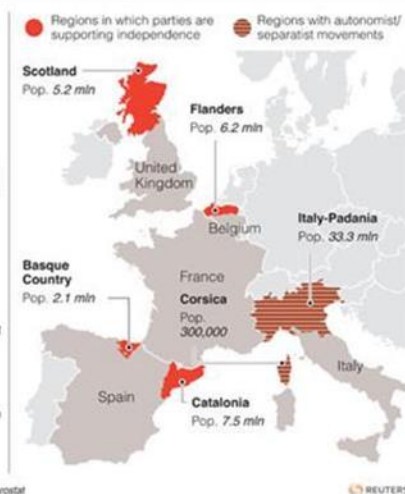 Regions in which parties are
supporting independence
Regions with autonomist/
separatist movements
Scotland
Pop. 5.2 mln
Flanders
Pop. 6.2 mln
United
Kingdom
Belgium
Italy-Padania
Pop. 33.3 mln
Basque
Country
Pop. 2.1 mln
France
Corsica
Pop.
300,000
Italy
Spain
Catalonia
Pop. 7.5 mln
rostat
REUTERS